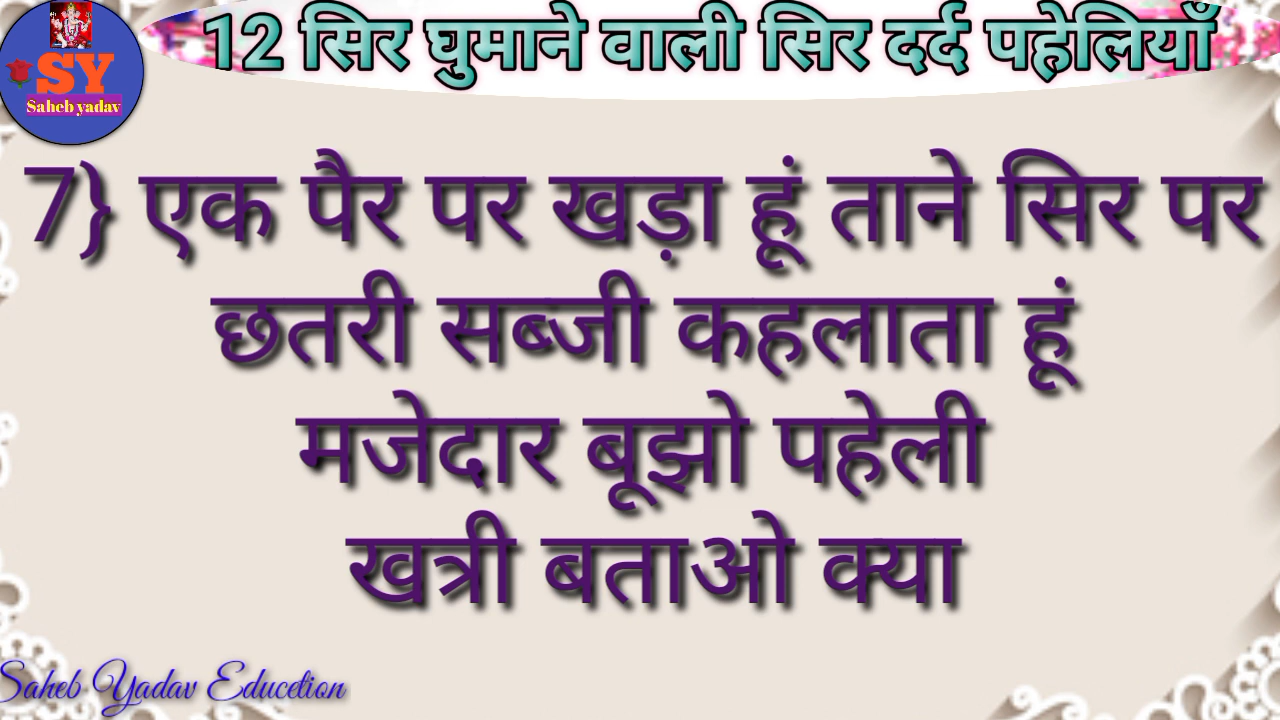 12 सिर घुमाने वाली सिर दर्द पहेलियाँ
SY
Saheb yadav
7} एक पैर पर खड़ा हूं ताने सिर पर
छतरी सब्जी कहलाता हूं
मजेदार बूझो पहेली
खत्री बताओ क्या
Saheb Yadav Educetion